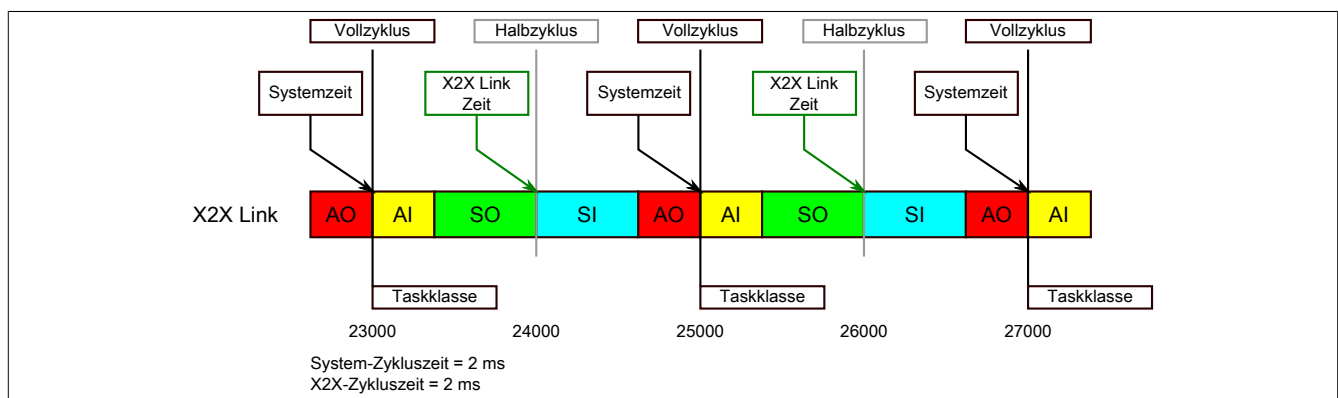 Vollzyklus Halbzyklus Vollzyklus Halbzyklus Vollzyklus
Systemzeit X2X Link Zeit Systemzeit X2X Link Zeit Systemzeit
X2X Link AO AI SO SI AO AI SO SI AO AI
Taskklasse Taskklasse Taskklasse
23000 24000 25000 26000 27000
System-Zykluszeit = 2 ms
X2X-Zykluszeit = 2 ms